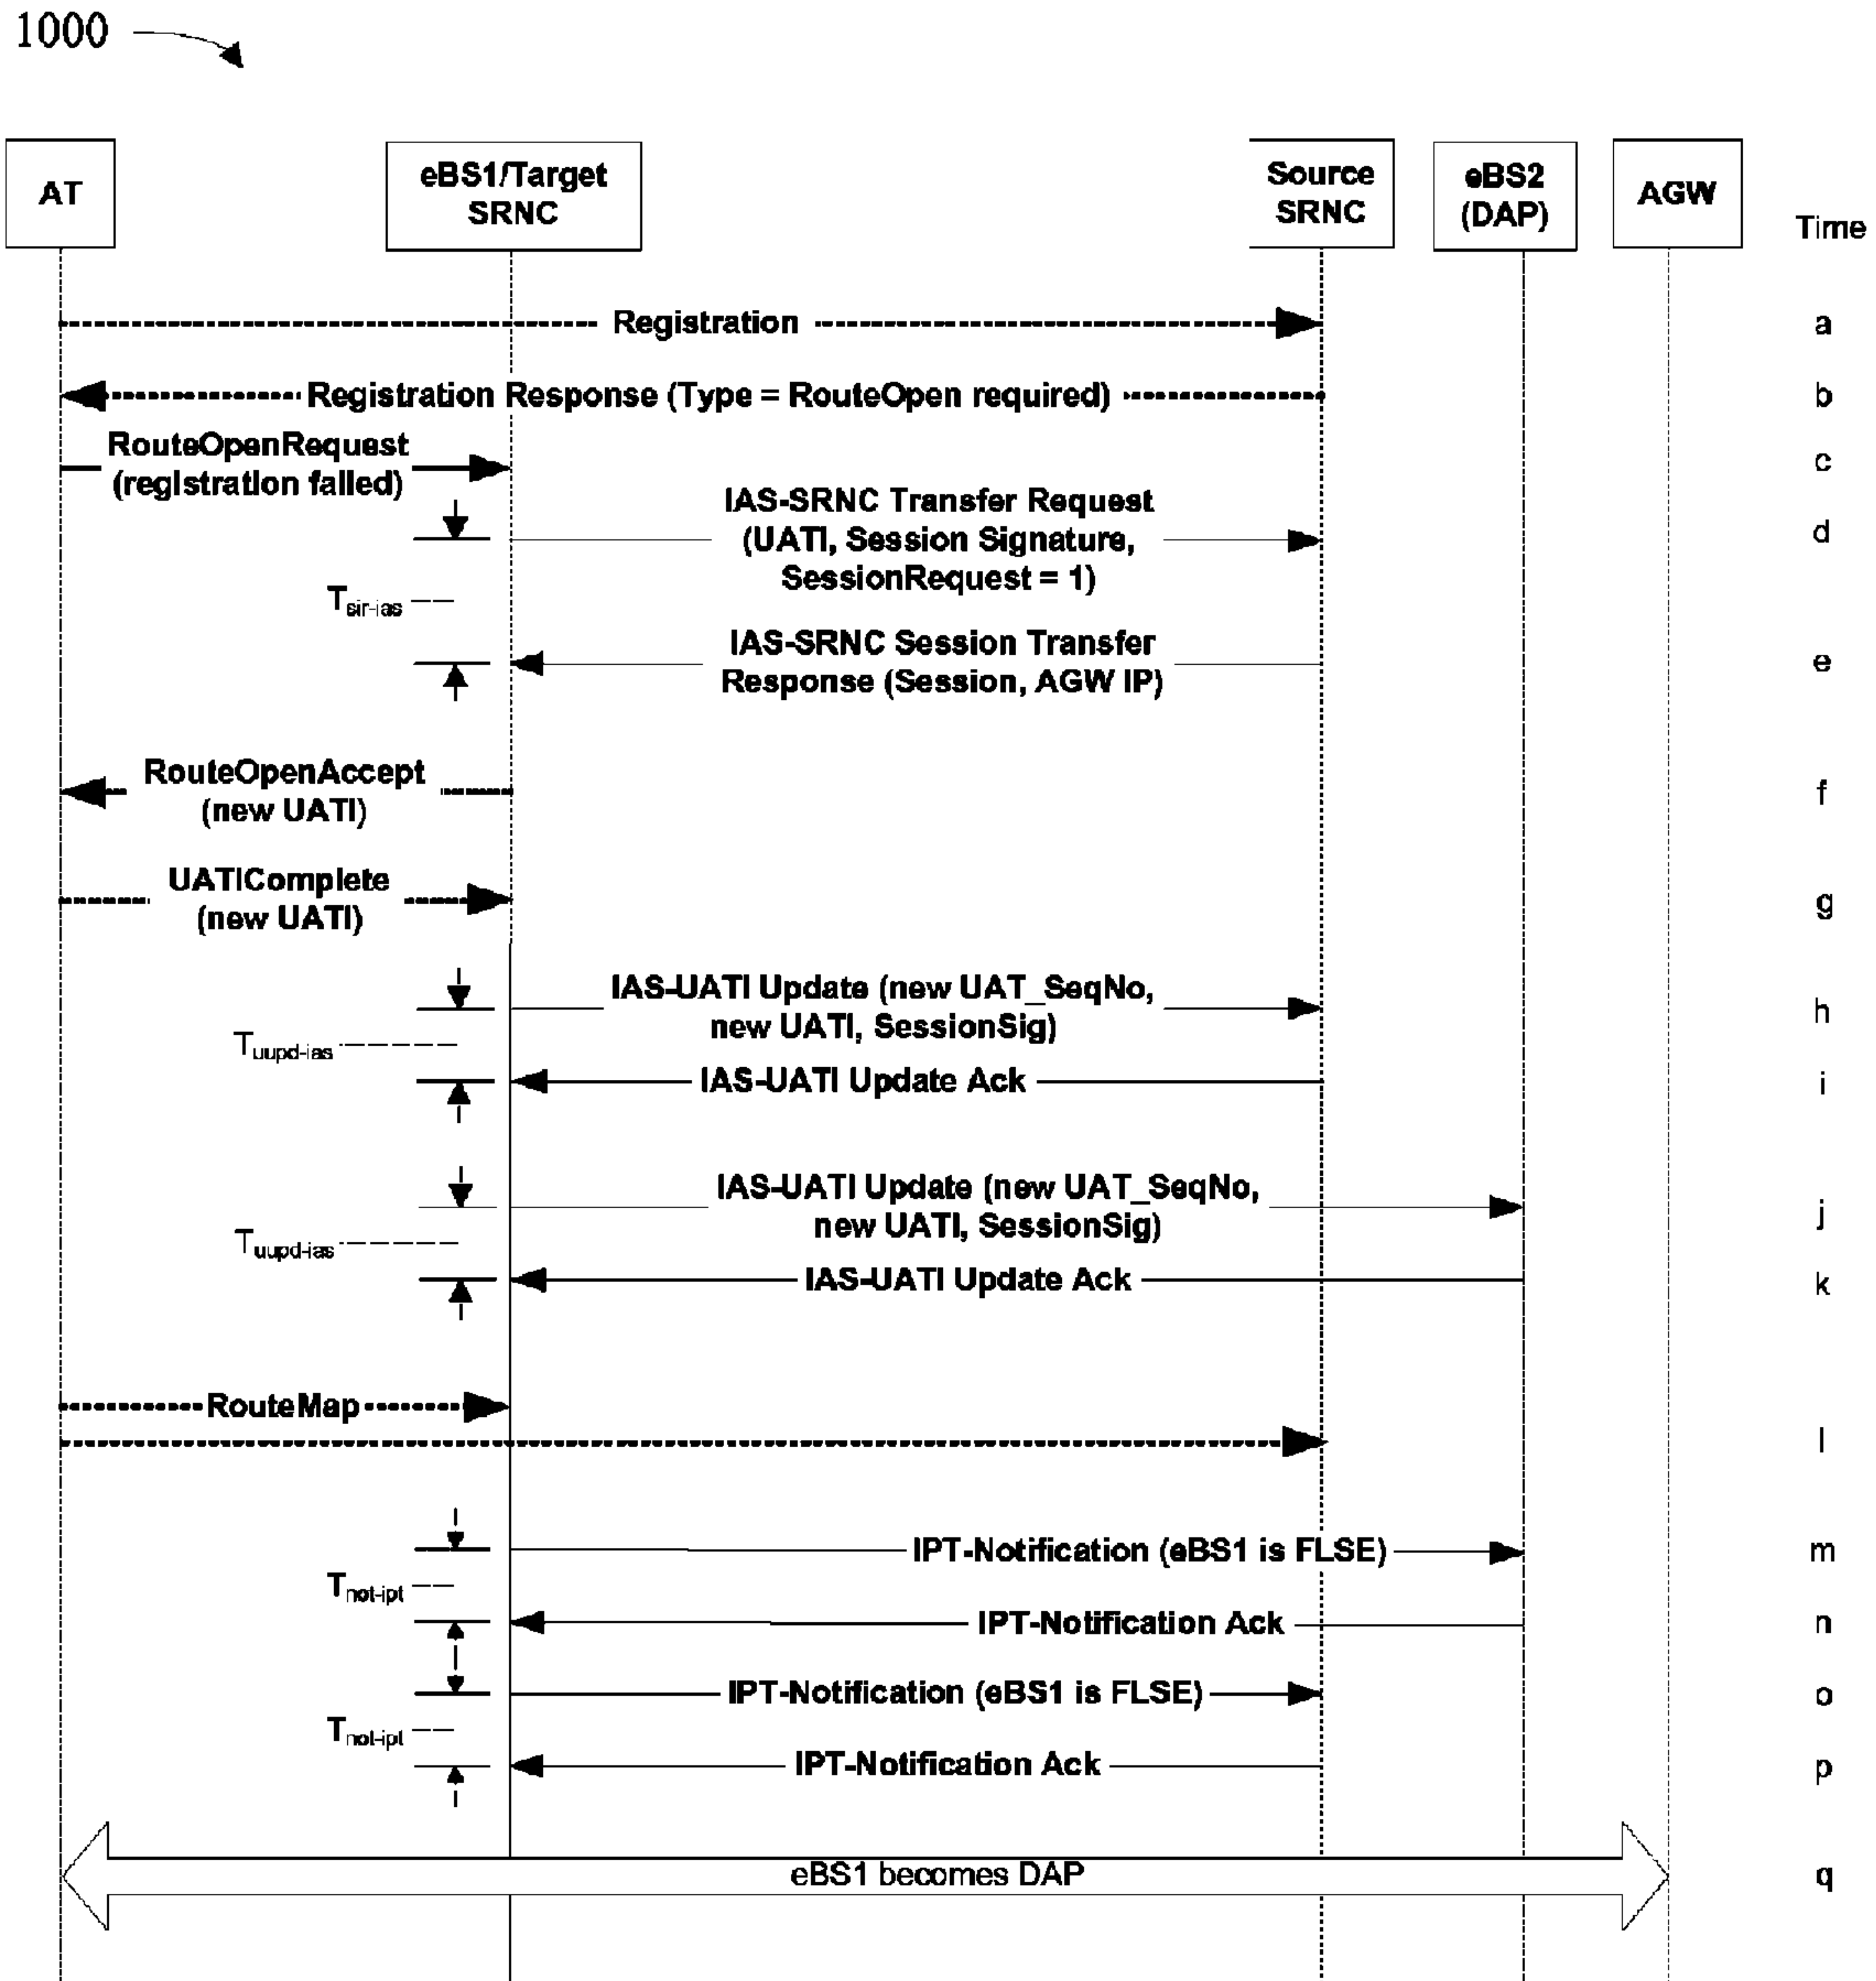 1000
AT
eBS1/Target
SRNC
Source
SRNC
eBS2
(DAP)
AGW
Time
Registration
a
Registration Response (Type = RouteOpen required)
b
RouteOpenRequest
(registration failed)
c
IAS-SRNC Transfer Request
(UATI, Session Signature,
SessionRequest = 1)
d
Tsir-ias
IAS-SRNC Session Transfer
Response (Session, AGW IP)
e
RouteOpenAccept
(new UATI)
f
UATIComplete
(new UATI)
g
IAS-UATI Update (new UAT_SeqNo,
new UATI, SessionSig)
h
Tuupd-ias
IAS-UATI Update Ack
i
IAS-UATI Update (new UAT_SeqNo,
new UATI, SessionSig)
j
Tuupd-ias
IAS-UATI Update Ack
k
RouteMap
l
IPT-Notification (eBS1 is FLSE)
m
Tnot-ipt
IPT-Notification Ack
n
IPT-Notification (eBS1 is FLSE)
o
Tnot-ipt
IPT-Notification Ack
p
eBS1 becomes DAP
q